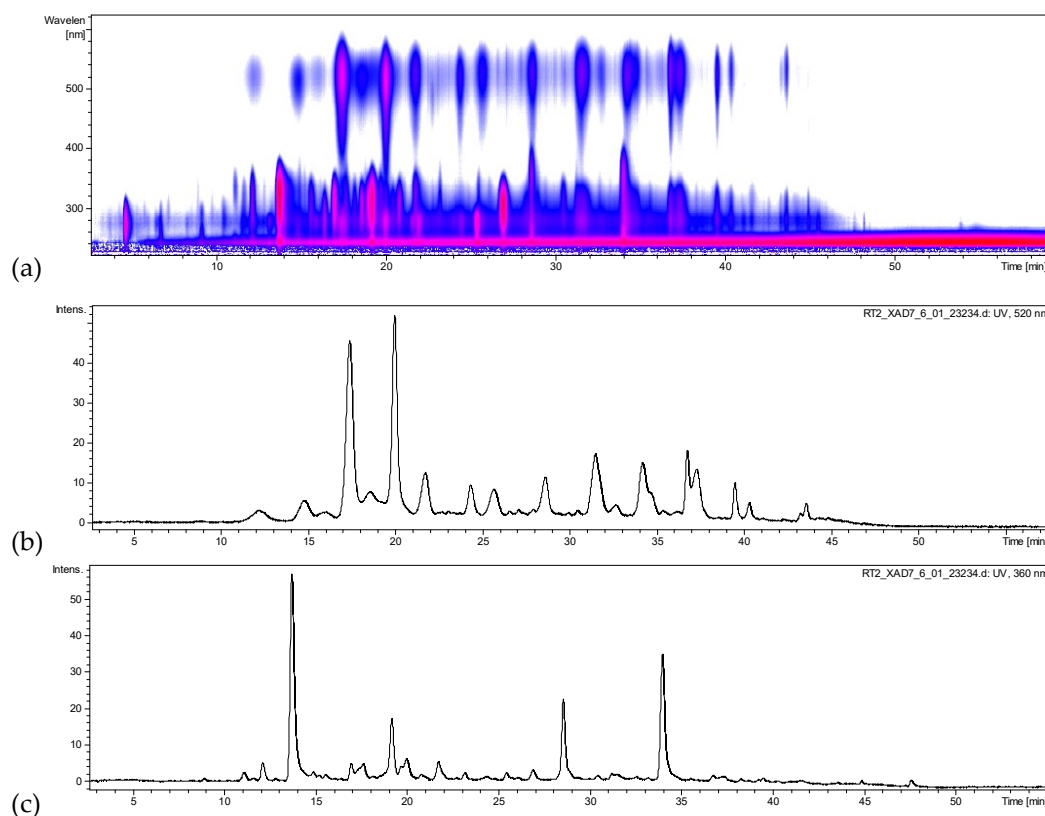 Wavelen
[nm]
500
400
300
10 20 30 40 50 Time [min]
(a)
Intens.
RT2_XAD7_6_01_23234.d: UV, 520 nm
40
30
20
10
0
5 10 15 20 25 30 35 40 45 50 Time [min]
(b)
Intens.
RT2_XAD7_6_01_23234.d: UV, 360 nm
50
40
30
20
10
0
5 10 15 20 25 30 35 40 45 50 Time [min]
(c)